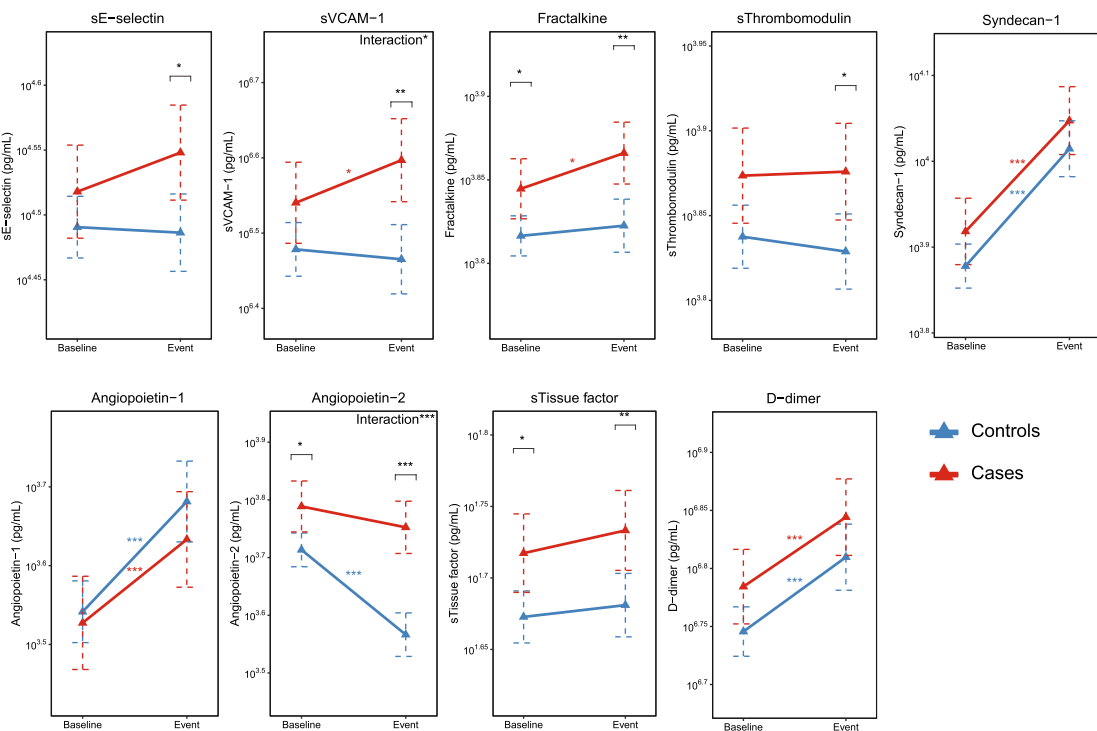 sE−selectin
sVCAM−1
Fractalkine
sThrombomodulin
Syndecan−1
Interaction*
*
**
* **
*
*
*
***
***
10^4.6
10^4.55
10^4.5
10^4.45
sE−selectin (pg/mL)
10^6.7
10^6.6
10^6.5
10^6.4
sVCAM−1 (pg/mL)
10^3.9
10^3.85
10^3.8
Fractalkine (pg/mL)
10^3.95
10^3.9
10^3.85
10^3.8
sThrombomodulin (pg/mL)
10^4.1
10^4
10^3.9
10^3.8
Syndecan−1 (pg/mL)
Baseline Event
Baseline Event
Baseline Event
Baseline Event
Baseline Event
Angiopoietin−1
Angiopoietin−2
sTissue factor
D−dimer
Interaction***
***
***
* ***
***
* **
***
***
10^3.7
10^3.6
10^3.5
Angiopoietin−1 (pg/mL)
10^3.9
10^3.8
10^3.7
10^3.6
10^3.5
Angiopoietin−2 (pg/mL)
10^1.8
10^1.75
10^1.7
10^1.65
sTissue factor (pg/mL)
10^6.9
10^6.85
10^6.8
10^6.75
10^6.7
D−dimer (pg/mL)
Baseline Event
Baseline Event
Baseline Event
Baseline Event
Controls
Cases